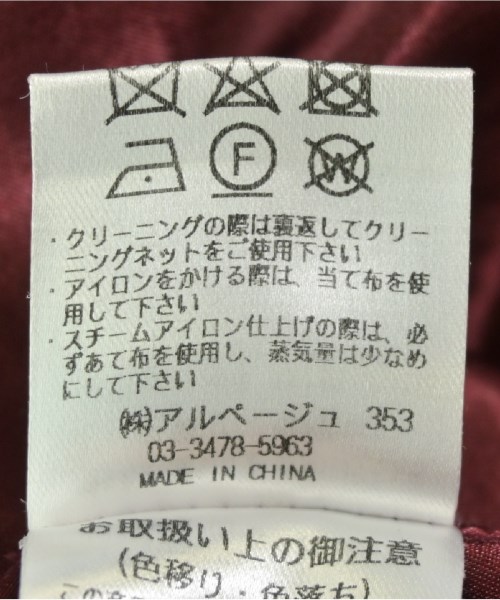 F W
・クリーニングの際は裏返してクリー
ニングネットをご使用下さい
・アイロンをかける際は、当て布を使
用して下さい
・スチームアイロン仕上げの際は、必
ずあて布を使用し、蒸気量は少なめ
にして下さい
㈱アルページュ 353
03-3478-5963
MADE IN CHINA
お取扱い上の御注意
(色移り・色落ち)